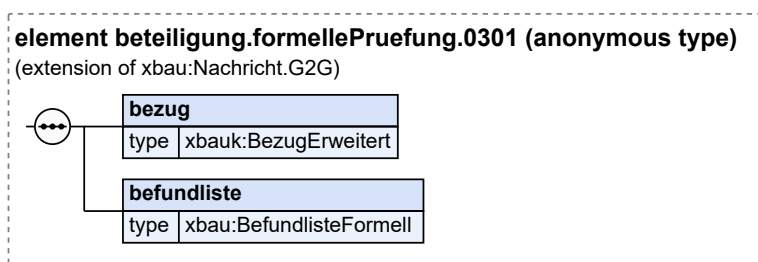 element beteiligung.formellePruefung.0301 (anonymous type)
(extension of xbau:Nachricht.G2G)
bezug
type xbauk:BezugErweitert
befundliste
type xbau:BefundlisteFormell